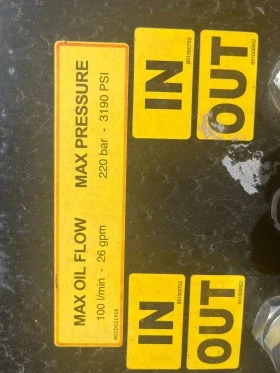 MAX OIL FLOW MAX PRESSURE
100 l/min - 26 gpm 220 bar - 3190 PSI
IN
OUT
IN
OUT